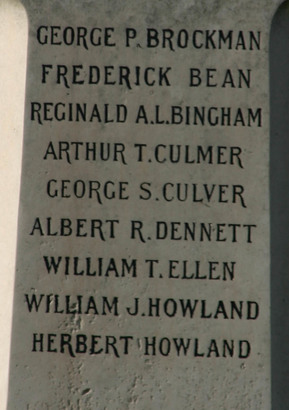 GEORGE P. BROCKMAN
FREDERICK BEAN
REGINALD A.L. BINGHAM
ARTHUR T. CULMER
GEORGE S. CULVER
ALBERT R. DENNETT
WILLIAM T. ELLEN
WILLIAM J. HOWLAND
HERBERT HOWLAND